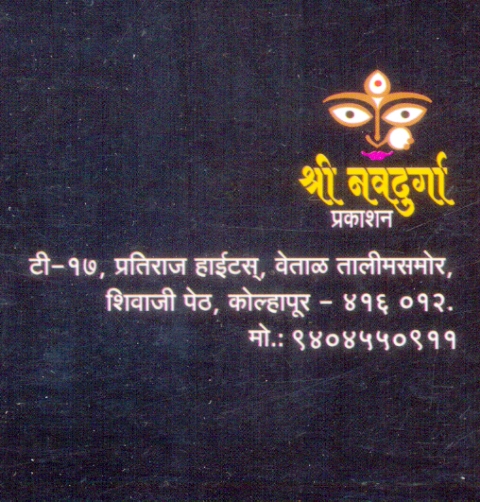 श्री नवदुर्गा
प्रकाशन
टी-१७, प्रतिराज हाईटस्, वेताळ तालीमसमोर,
शिवाजी पेठ, कोल्हापूर - ४१६ ०१२.
मो.: ९४०४५५०९११